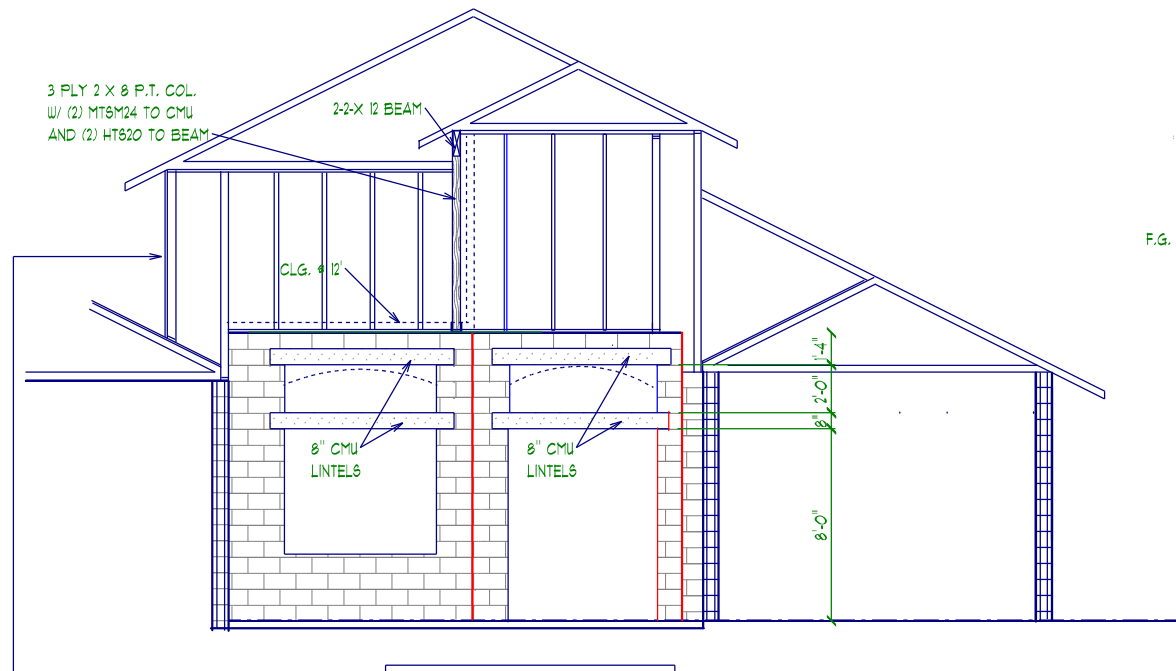 3 PLY 2 X 8 P.T. COL.
W/ (2) MTSM24 TO CMU
AND (2) HTS20 TO BEAM
2-2-X 12 BEAM
F.G.
CLG. @ 12'
1'-4"
2'-0"
8"
8" CMU
LINTELS
8" CMU
LINTELS
8'-0"